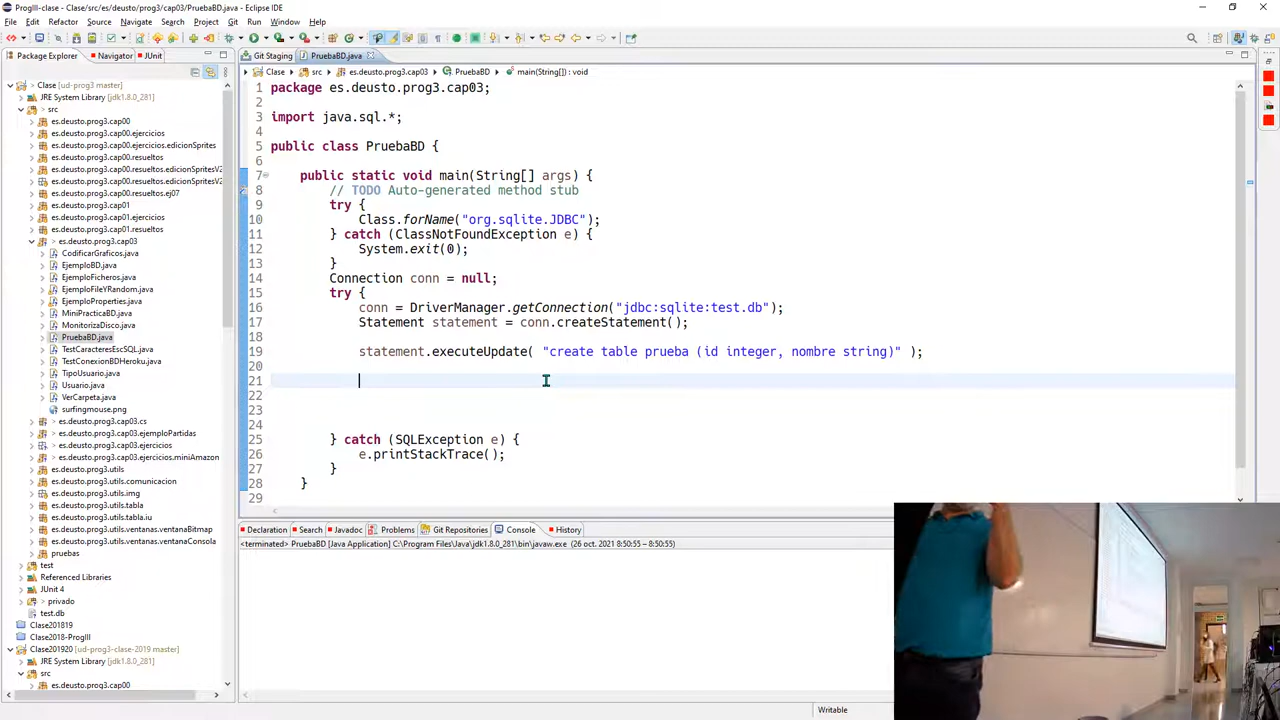 ProgIII-clase - Clase/src/es/deusto/prog3/cap03/PruebaBD.java - Eclipse IDE
File Edit Refactor Source Navigate Search Project Git Run Window Help
Package Explorer Navigator JUnit
Git Staging PruebaBD.java
Clase src es.deusto.prog3.cap03 PruebaBD main(String[]) : void
Clase [ud-prog3 master]
JRE System Library [jdk1.8.0_281]
src
es.deusto.prog3.cap00
es.deusto.prog3.cap00.ejercicios
es.deusto.prog3.cap00.ejercicios.edicionSprites
es.deusto.prog3.cap00.resueltos
es.deusto.prog3.cap00.resueltos.edicionSpritesV
es.deusto.prog3.cap00.resueltos.edicionSpritesV2
es.deusto.prog3.cap00.resueltos.ej07
es.deusto.prog3.cap01
es.deusto.prog3.cap01.ejercicios
es.deusto.prog3.cap01.resueltos
es.deusto.prog3.cap03
CodificarGraficos.java
EjemploBD.java
EjemploFicheros.java
EjemploFileYRandom.java
EjemploProperties.java
MiniPracticaBD.java
MonitorizaDisco.java
PruebaBD.java
TestCaracteresEscSQL.java
TestConexionBDHeroku.java
TipoUsuario.java
Usuario.java
VerCarpeta.java
surfingmouse.png
es.deusto.prog3.cap03.cs
es.deusto.prog3.cap03.ejemploPartidas
es.deusto.prog3.cap03.ejercicios
es.deusto.prog3.cap03.ejercicios.miniAmazon
es.deusto.prog3.utils
es.deusto.prog3.utils.comunicacion
es.deusto.prog3.utils.img
es.deusto.prog3.utils.tabla
es.deusto.prog3.utils.tabla.iu
es.deusto.prog3.utils.ventanas.ventanaBitmap
es.deusto.prog3.utils.ventanas.ventanaConsola
pruebas
test
Referenced Libraries
JUnit 4
privado
test.db
Clase201819
Clase2018-ProgIII
Clase201920 [ud-prog3-clase-2019 master]
JRE System Library [jdk1.8.0_281]
src
es.deusto.prog3.cap00
1 package es.deusto.prog3.cap03;
2
3 import java.sql.*;
4
5 public class PruebaBD {
6
7 public static void main(String[] args) {
8 // TODO Auto-generated method stub
9 try {
10 Class.forName("org.sqlite.JDBC");
11 } catch (ClassNotFoundException e) {
12 System.exit(0);
13 }
14 Connection conn = null;
15 try {
16 conn = DriverManager.getConnection("jdbc:sqlite:test.db");
17 Statement statement = conn.createStatement();
18
19 statement.executeUpdate( "create table prueba (id integer, nombre string)" );
20
21
22
23
24
25 } catch (SQLException e) {
26 e.printStackTrace();
27 }
28 }
29
Declaration Search Javadoc Problems Git Repositories Console History
<terminated> PruebaBD [Java Application] C:\Program Files\Java\jdk1.8.0_281\bin\javaw.exe (26 oct. 2021 8:50:55 – 8:50:55)
Writable